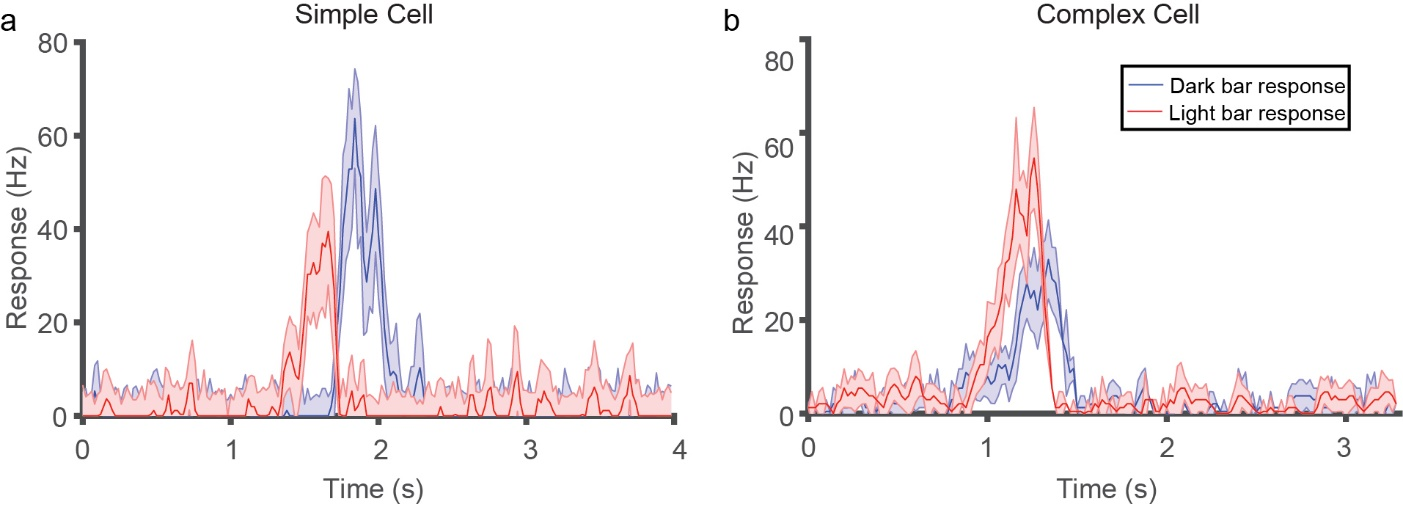 a
Simple Cell
80
60
40
20
0
Response (Hz)
0 1 2 3 4
Time (s)
b
Complex Cell
80
60
40
20
0
Response (Hz)
0 1 2 3
Time (s)
Dark bar response
Light bar response